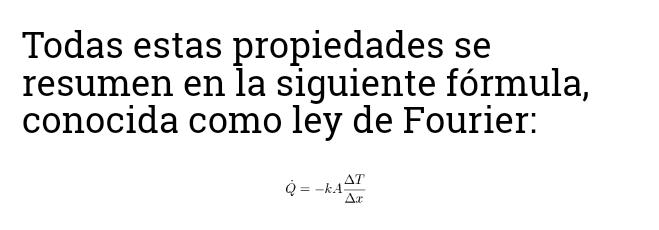 Todas estas propiedades se
resumen en la siguiente fórmula,
conocida como ley de Fourier:
Q̇ = −kA ΔT/Δx